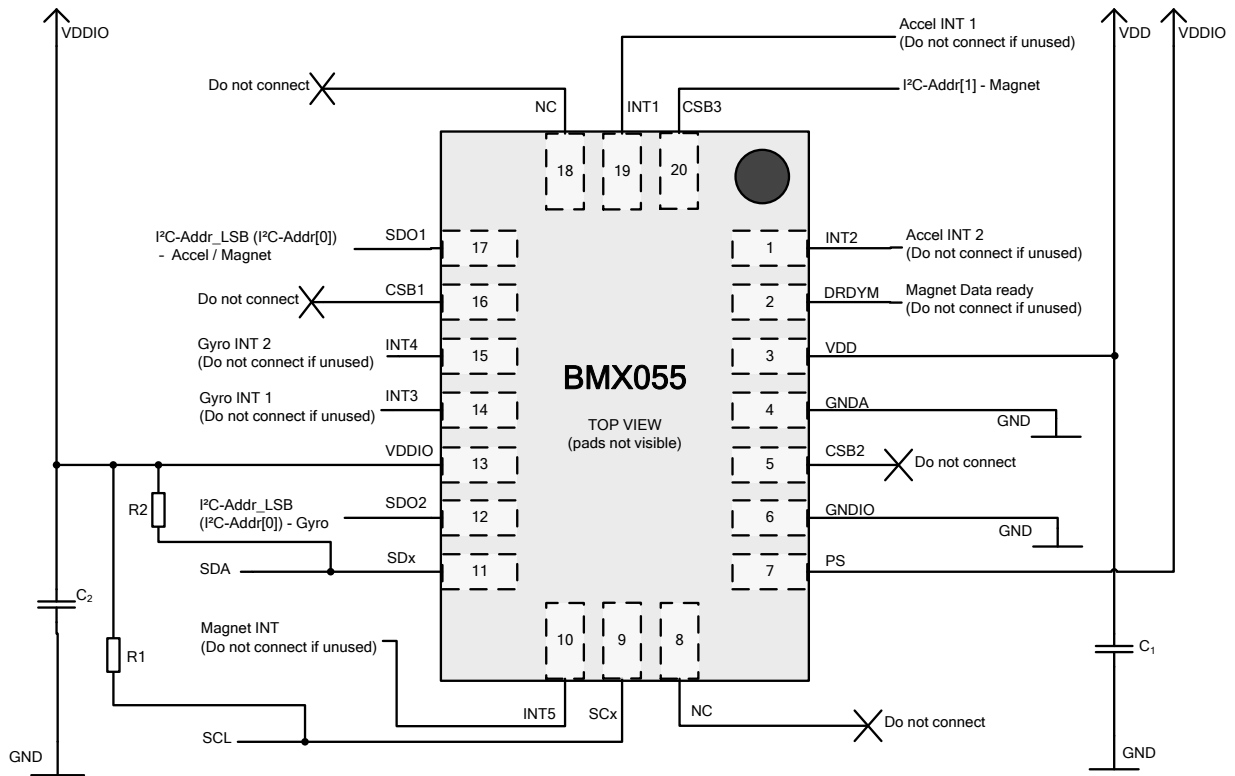 VDDIO
Accel INT 1
(Do not connect if unused)
VDD
VDDIO
Do not connect
I²C-Addr[1] - Magnet
NC
INT1
CSB3
18
19
20
I²C-Addr_LSB (I²C-Addr[0])
- Accel / Magnet
SDO1
17
1
INT2
Accel INT 2
(Do not connect if unused)
Do not connect
CSB1
16
2
DRDYM
Magnet Data ready
(Do not connect if unused)
Gyro INT 2
(Do not connect if unused)
INT4
15
3
VDD
BMX055
Gyro INT 1
(Do not connect if unused)
INT3
14
TOP VIEW
(pads not visible)
4
GNDA
GND
VDDIO
13
5
CSB2
Do not connect
R2
I²C-Addr_LSB
(I²C-Addr[0]) - Gyro
SDO2
12
6
GNDIO
GND
SDA
SDx
11
7
PS
C₂
Magnet INT
(Do not connect if unused)
10
9
8
R1
C₁
INT5
SCx
NC
Do not connect
SCL
GND
GND